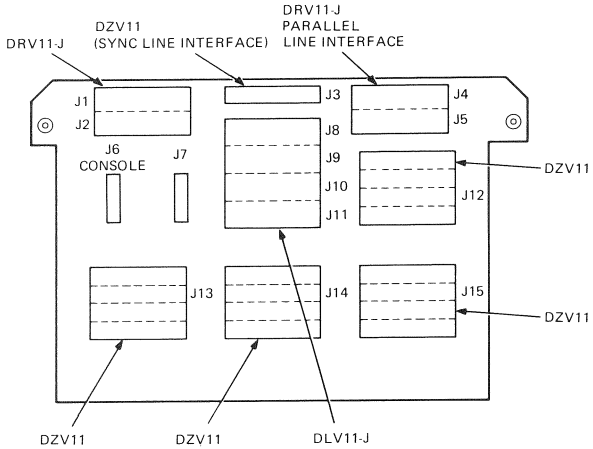 DRV11-J
DZV11
(SYNC LINE INTERFACE)
DRV11-J
PARALLEL
LINE INTERFACE
J1
J2
J3
J4
J5
J6
CONSOLE
J7
J8
J9
J10
J11
DZV11
J12
J13
J14
J15
DZV11
DZV11
DZV11
DLV11-J